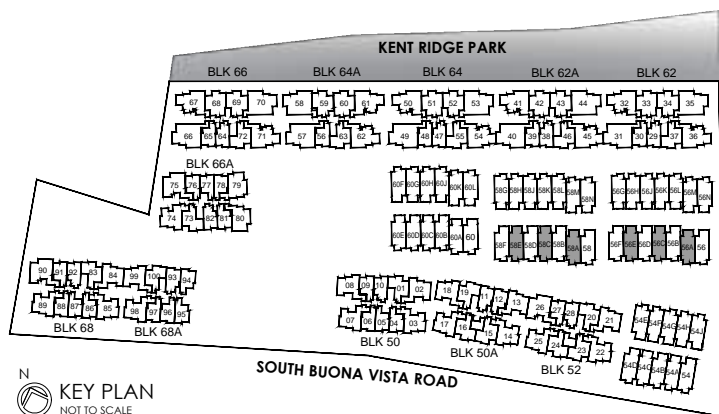 KENT RIDGE PARK
BLK 66 BLK 64A BLK 64 BLK 62A BLK 62
67 68 69 70 58 59 60 61 50 51 52 53 41 42 43 44 32 33 34 35
66 65 64 72 71 57 56 63 62 49 48 47 55 54 40 39 38 46 45 31 30 29 37 36
BLK 66A
75 76 77 78 79 60F 60G 60H 60J 60K 60L 58G 58H 58J 58K 58L 58M 58N 56G 56H 56J 56K 56L 56M 56N
74 73 82 81 80 60E 60D 60C 60B 60A 60 58F 58E 58D 58C 58B 58A 58 56F 56E 56D 56C 56B 56A 56
90 91 92 83 84 99 100 93 94 08 09 10 01 02 18 19 11 12 13 26 27 28 20 21 54E 54F 54G 54H 54J
89 88 87 86 85 98 97 96 95 07 06 05 04 03 17 16 15 14 25 24 23 22 54D 54C 54B 54A 54
BLK 68 BLK 68A BLK 50 BLK 50A BLK 52
SOUTH BUONA VISTA ROAD
N
KEY PLAN
NOT TO SCALE